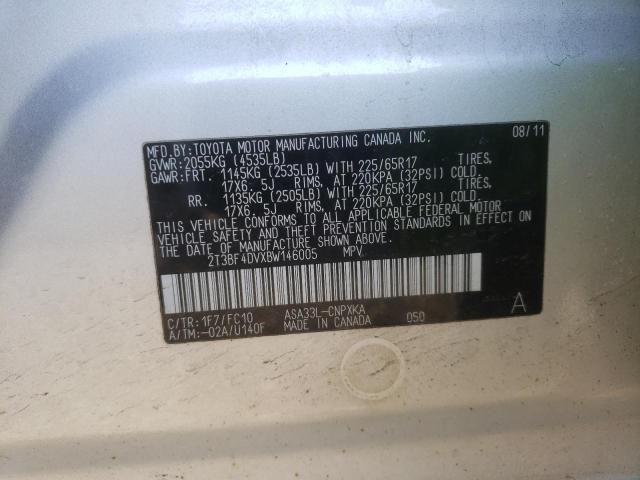 MFD.BY:TOYOTA MOTOR MANUFACTURING CANADA INC. 08/11
GVWR:2055KG (4535LB)
GAWR:FRT. 1145KG (2535LB) WITH 225/65R17 TIRES,
17X6. 5J RIMS, AT 220KPA (32PSI) COLD.
RR. 1135KG (2505LB) WITH 225/65R17 TIRES,
17X6. 5J RIMS, AT 220KPA (32PSI) COLD.
THIS VEHICLE CONFORMS TO ALL APPLICABLE FEDERAL MOTOR
VEHICLE SAFETY AND THEFT PREVENTION STANDARDS IN EFFECT ON
THE DATE OF MANUFACTURE SHOWN ABOVE.
2T3BF4DVXBW146005 MPV
C/TR:1F7/FC10 ASA33L-CNPXKA A
A/TM:-02A/U140F MADE IN CANADA 050